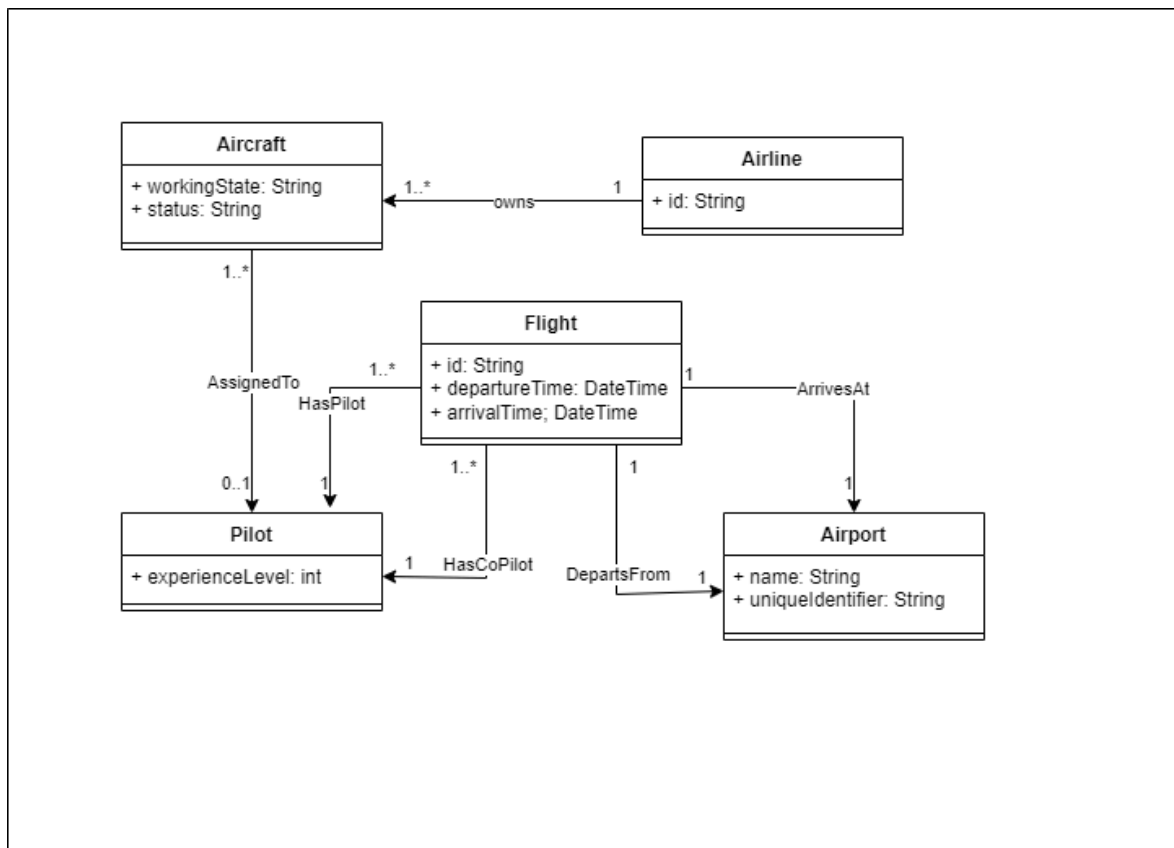 Aircraft
+ workingState: String
+ status: String
Airline
+ id: String
1..*
1
owns
1..*
AssignedTo
0..1
Flight
+ id: String
+ departureTime: DateTime
+ arrivalTime; DateTime
1..*
HasPilot
1
1
ArrivesAt
1
1..*
HasCoPilot
1
1
DepartsFrom
1
Pilot
+ experienceLevel: int
Airport
+ name: String
+ uniqueIdentifier: String